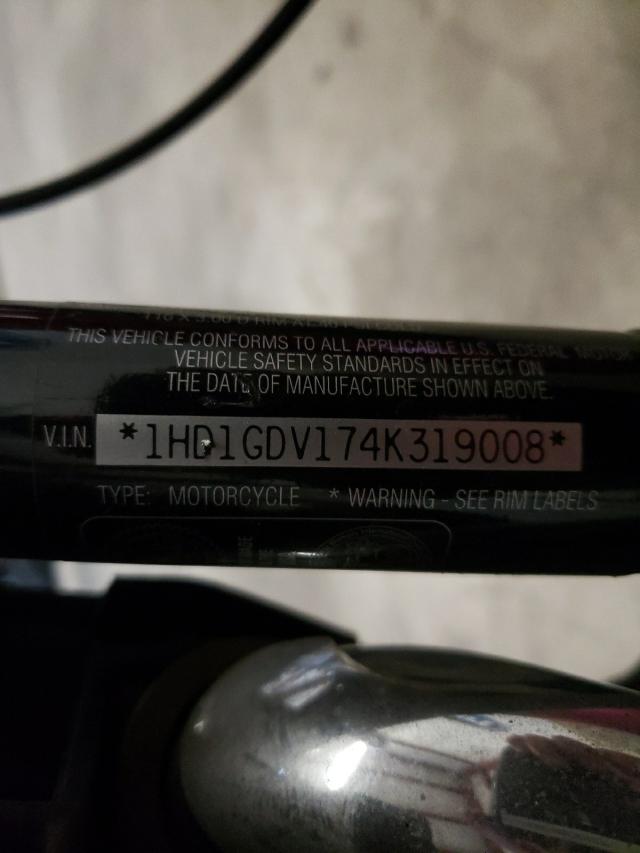 THIS VEHICLE CONFORMS TO ALL APPLICABLE U.S. FEDERAL MOTOR
VEHICLE SAFETY STANDARDS IN EFFECT ON
THE DATE OF MANUFACTURE SHOWN ABOVE.
V.I.N. *1HD1GDV174K319008*
TYPE: MOTORCYCLE * WARNING - SEE RIM LABELS